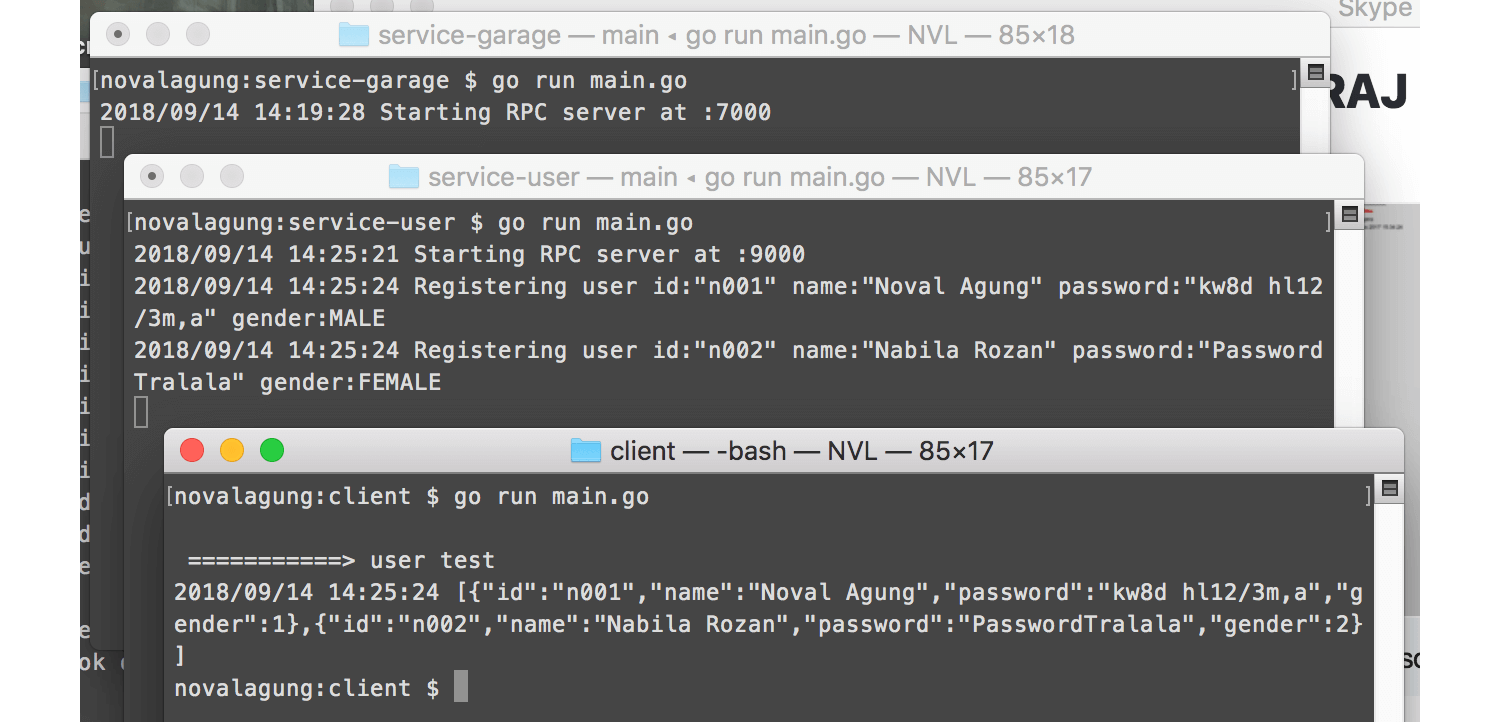 Skype
service-garage — main ◂ go run main.go — NVL — 85×18
RAJ
[novalagung:service-garage $ go run main.go ]
2018/09/14 14:19:28 Starting RPC server at :7000
service-user — main ◂ go run main.go — NVL — 85×17
[novalagung:service-user $ go run main.go ]
2018/09/14 14:25:21 Starting RPC server at :9000
2018/09/14 14:25:24 Registering user id:"n001" name:"Noval Agung" password:"kw8d hl12
/3m,a" gender:MALE
2018/09/14 14:25:24 Registering user id:"n002" name:"Nabila Rozan" password:"Password
Tralala" gender:FEMALE
client — -bash — NVL — 85×17
[novalagung:client $ go run main.go ]
===========> user test
2018/09/14 14:25:24 [{"id":"n001","name":"Noval Agung","password":"kw8d hl12/3m,a","g
ender":1},{"id":"n002","name":"Nabila Rozan","password":"PasswordTralala","gender":2}
]
novalagung:client $
ok